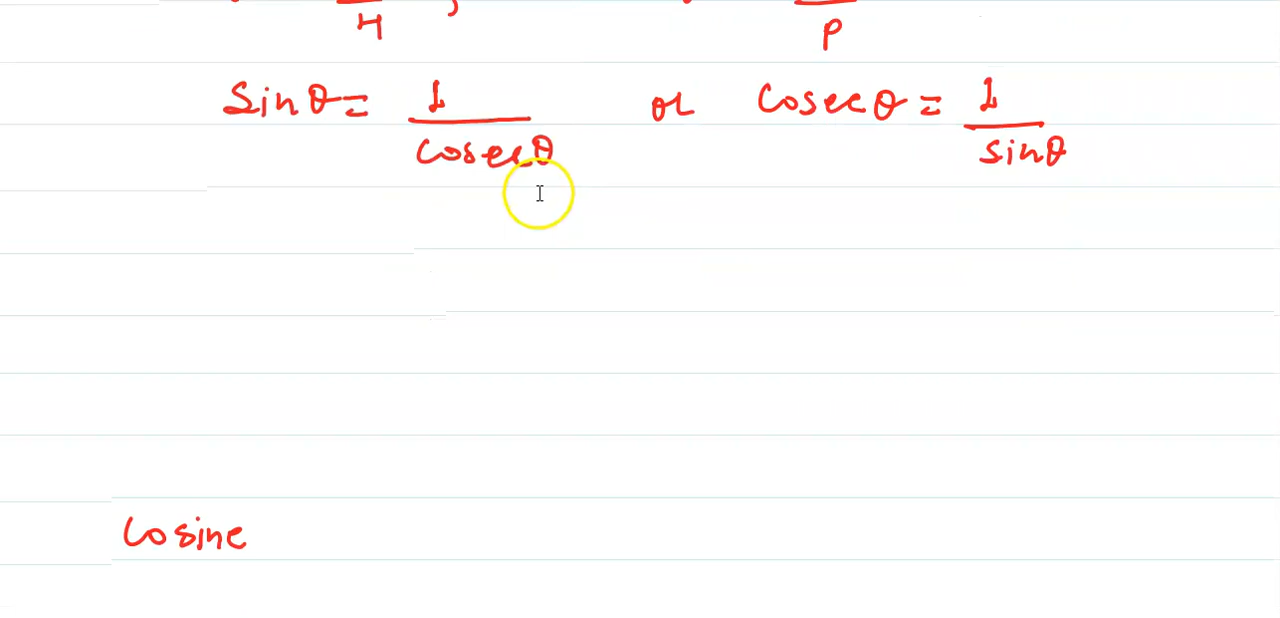 H , P
sinθ = 1/cosecθ or cosecθ = 1/sinθ
cosine